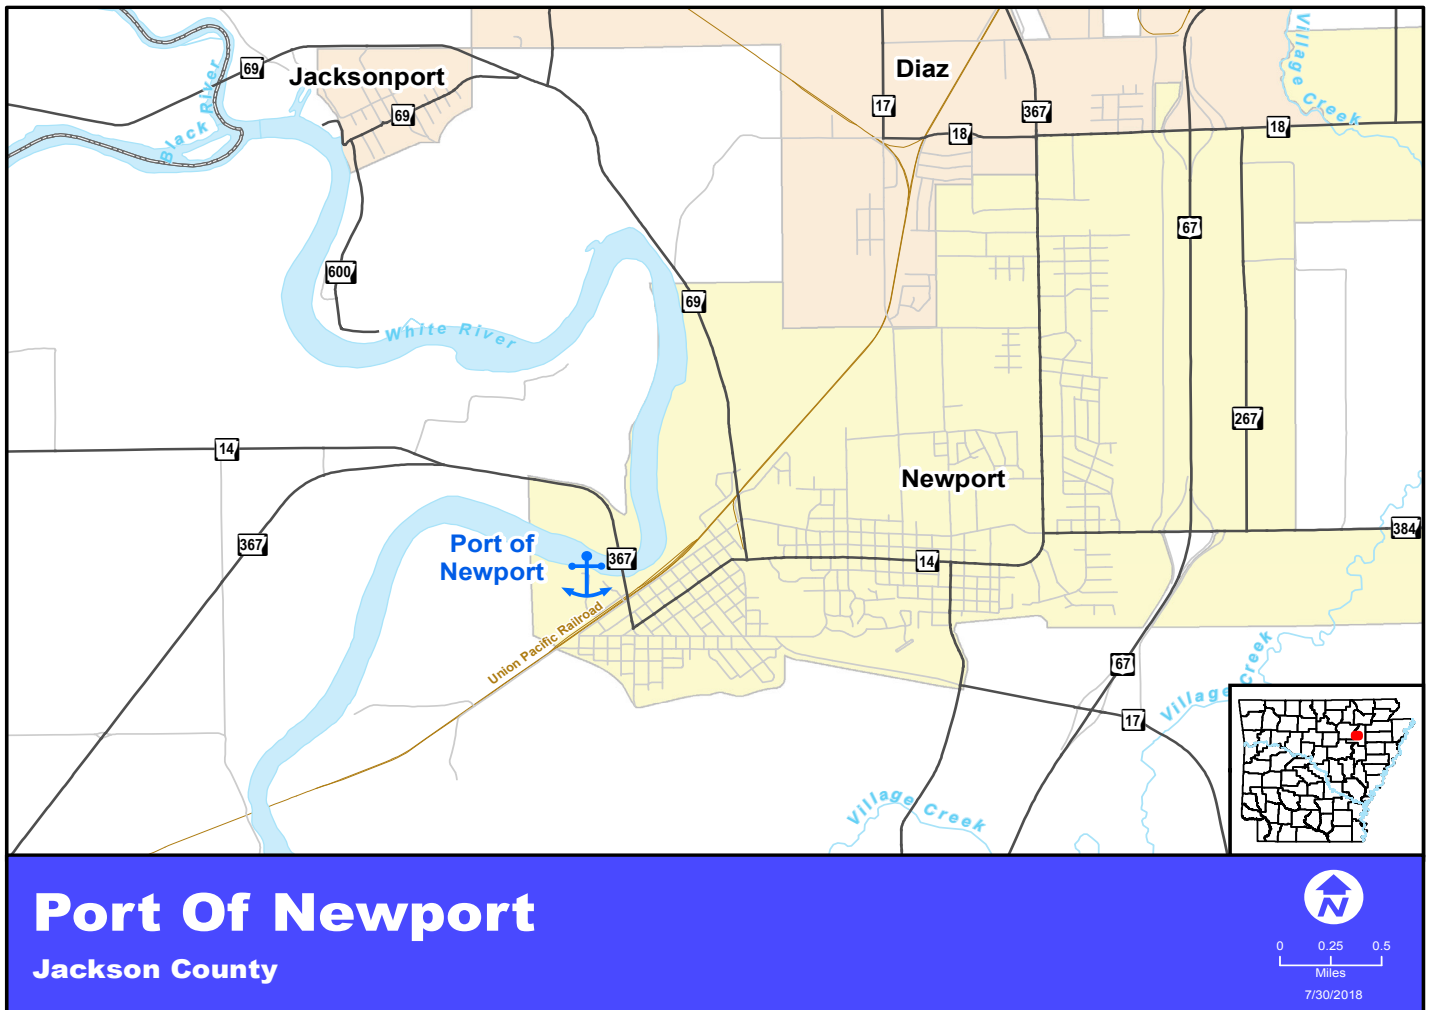 Jacksonport
Diaz
69
69
17
18
367
18
Village
Creek
Black River
67
600
69
White River
14
267
Newport
367
Port of
Newport
367
14
384
Union Pacific Railroad
67
Village Creek
17
Village Creek
Port Of Newport
Jackson County
N
0 0.25 0.5
Miles
7/30/2018